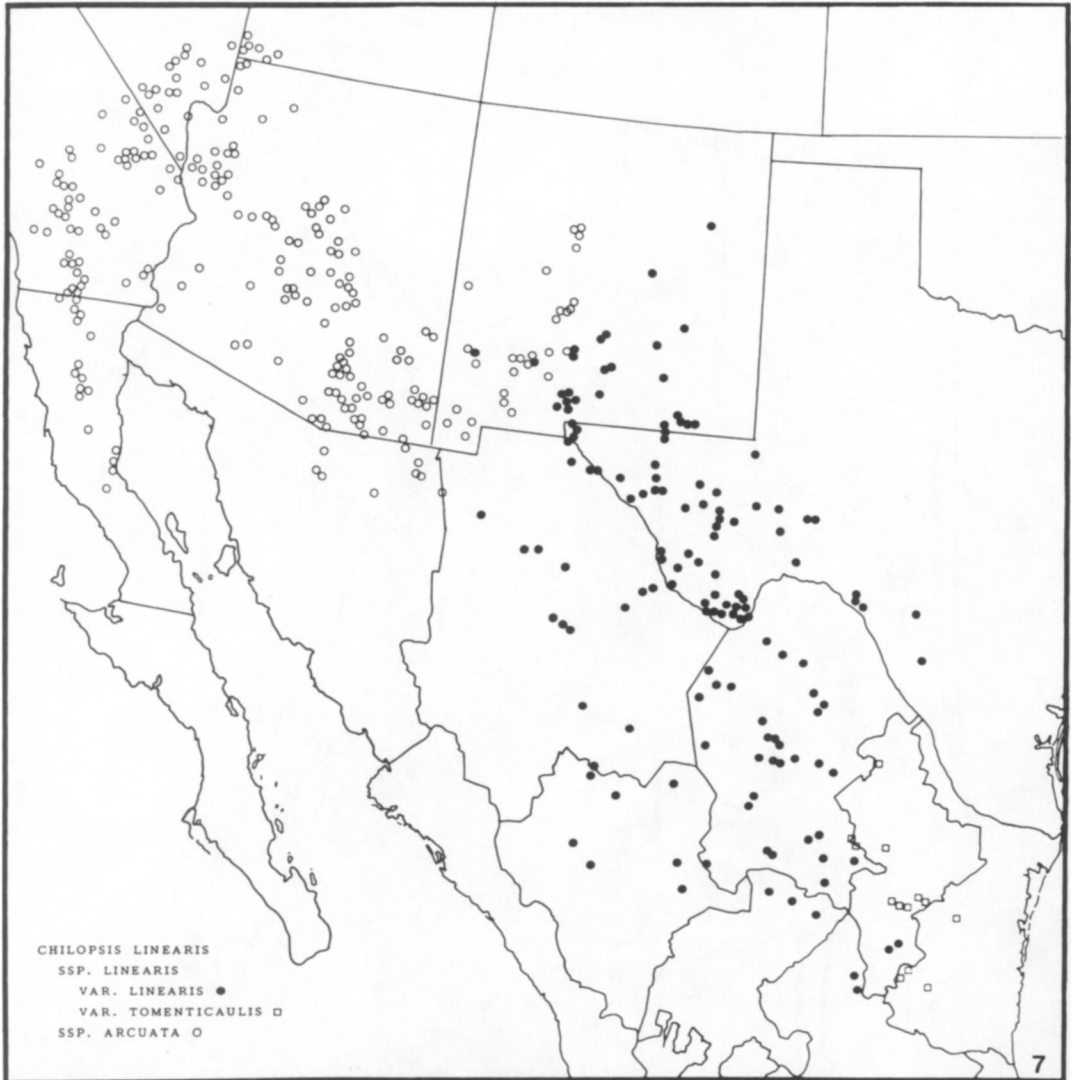 CHILOPSIS LINEARIS
SSP. LINEARIS
VAR. LINEARIS ●
VAR. TOMENTICAULIS □
SSP. ARCUATA ○
7